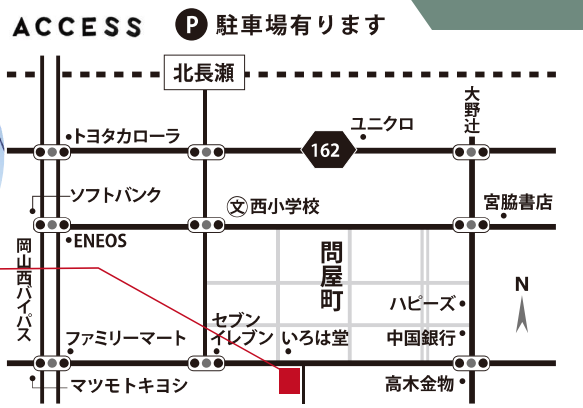 ACCESS
P 駐車場有ります
北長瀬
大野辻
トヨタカローラ
ユニクロ
162
ソフトバンク
文 西小学校
宮脇書店
ENEOS
岡山西バイパス
問屋町
ハピーズ
N
セブン
イレブン
ファミリーマート
いろは堂
中国銀行
マツモトキヨシ
高木金物